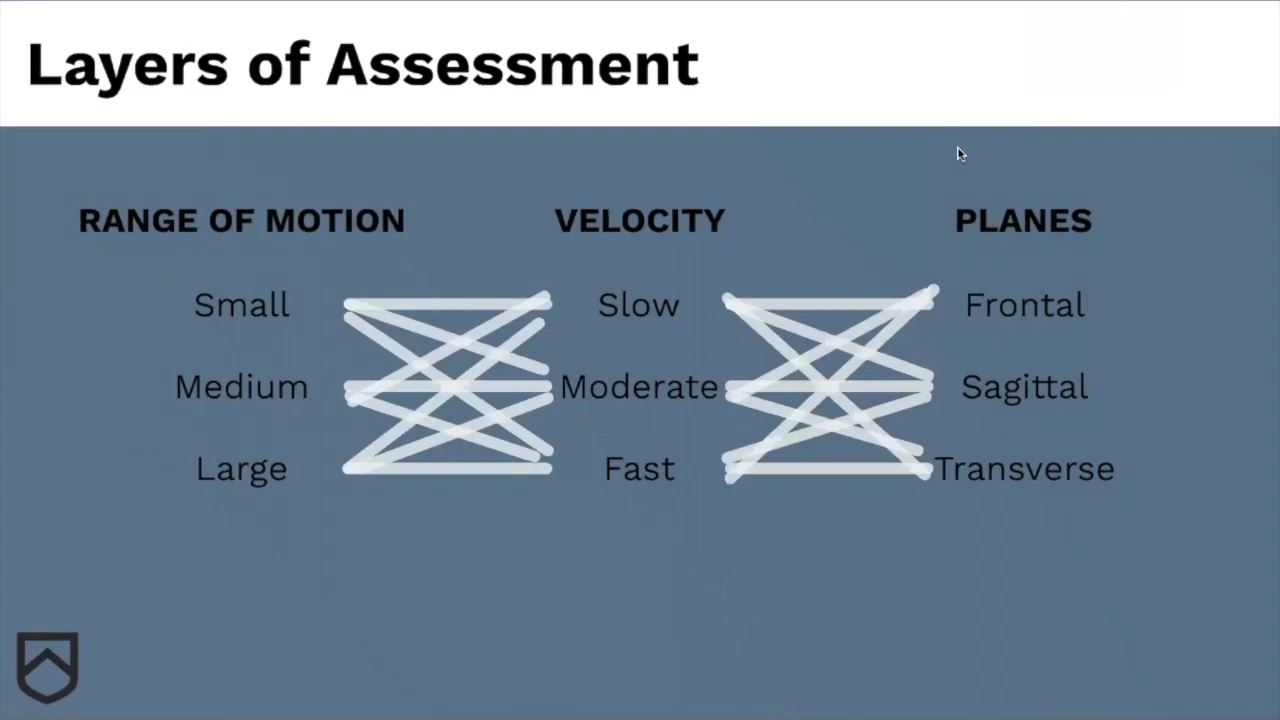 Layers of Assessment
RANGE OF MOTION VELOCITY PLANES
Small Slow Frontal
Medium Moderate Sagittal
Large Fast Transverse